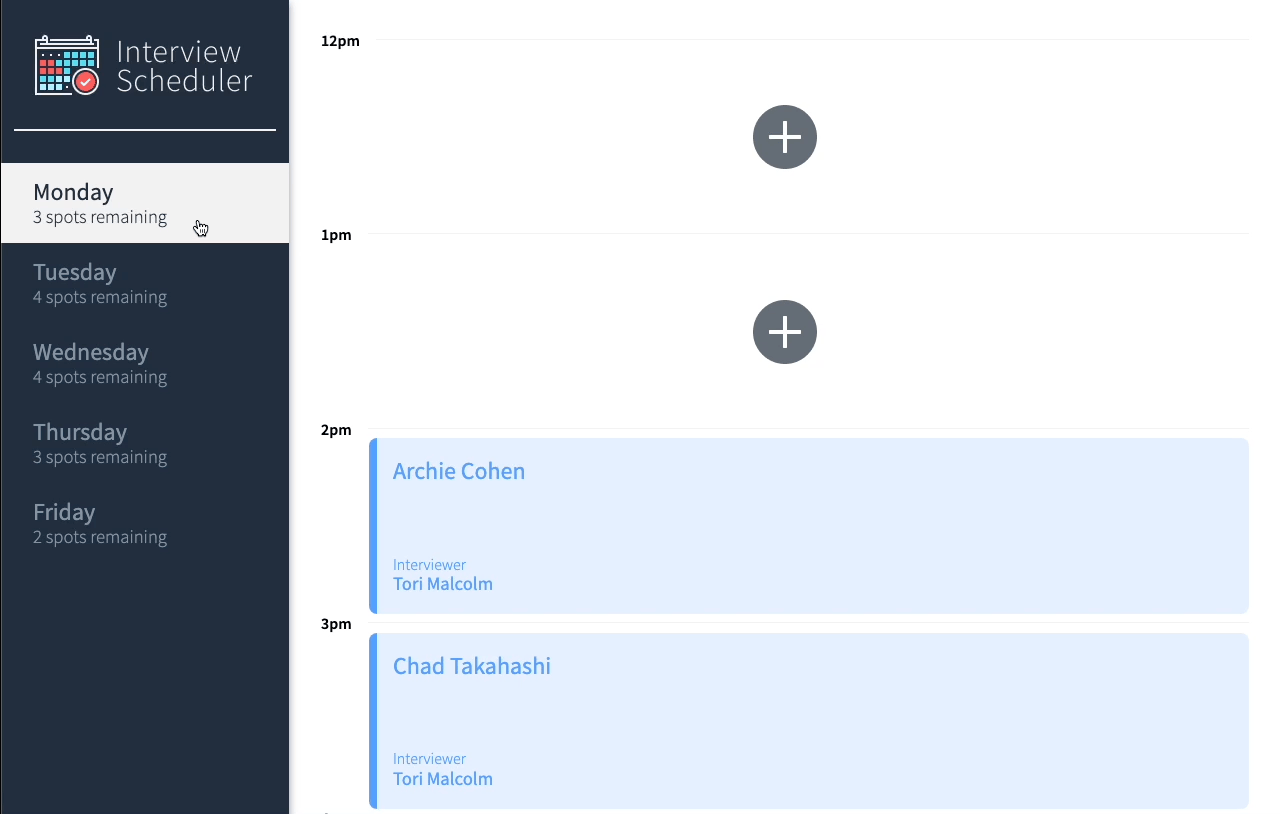 Interview
Scheduler
Monday
3 spots remaining
Tuesday
4 spots remaining
Wednesday
4 spots remaining
Thursday
3 spots remaining
Friday
2 spots remaining
12pm
1pm
2pm
Archie Cohen
Interviewer
Tori Malcolm
3pm
Chad Takahashi
Interviewer
Tori Malcolm